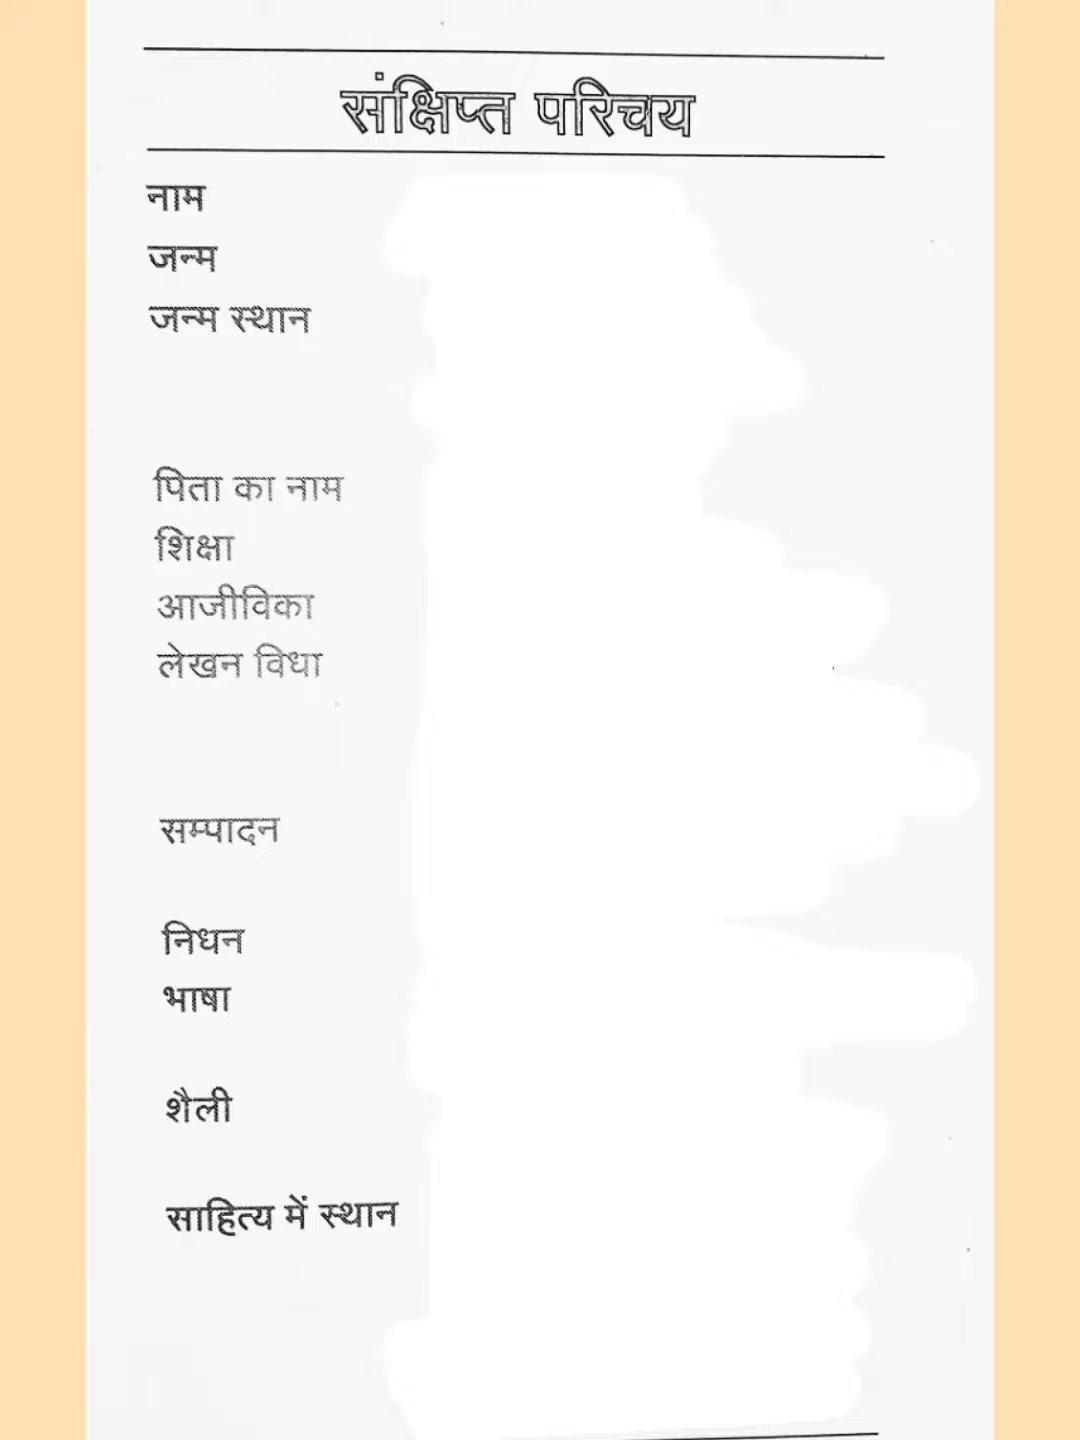 संक्षिप्त परिचय
नाम
जन्म
जन्म स्थान
पिता का नाम
शिक्षा
आजीविका
लेखन विधा
सम्पादन
निधन
भाषा
शैली
साहित्य में स्थान